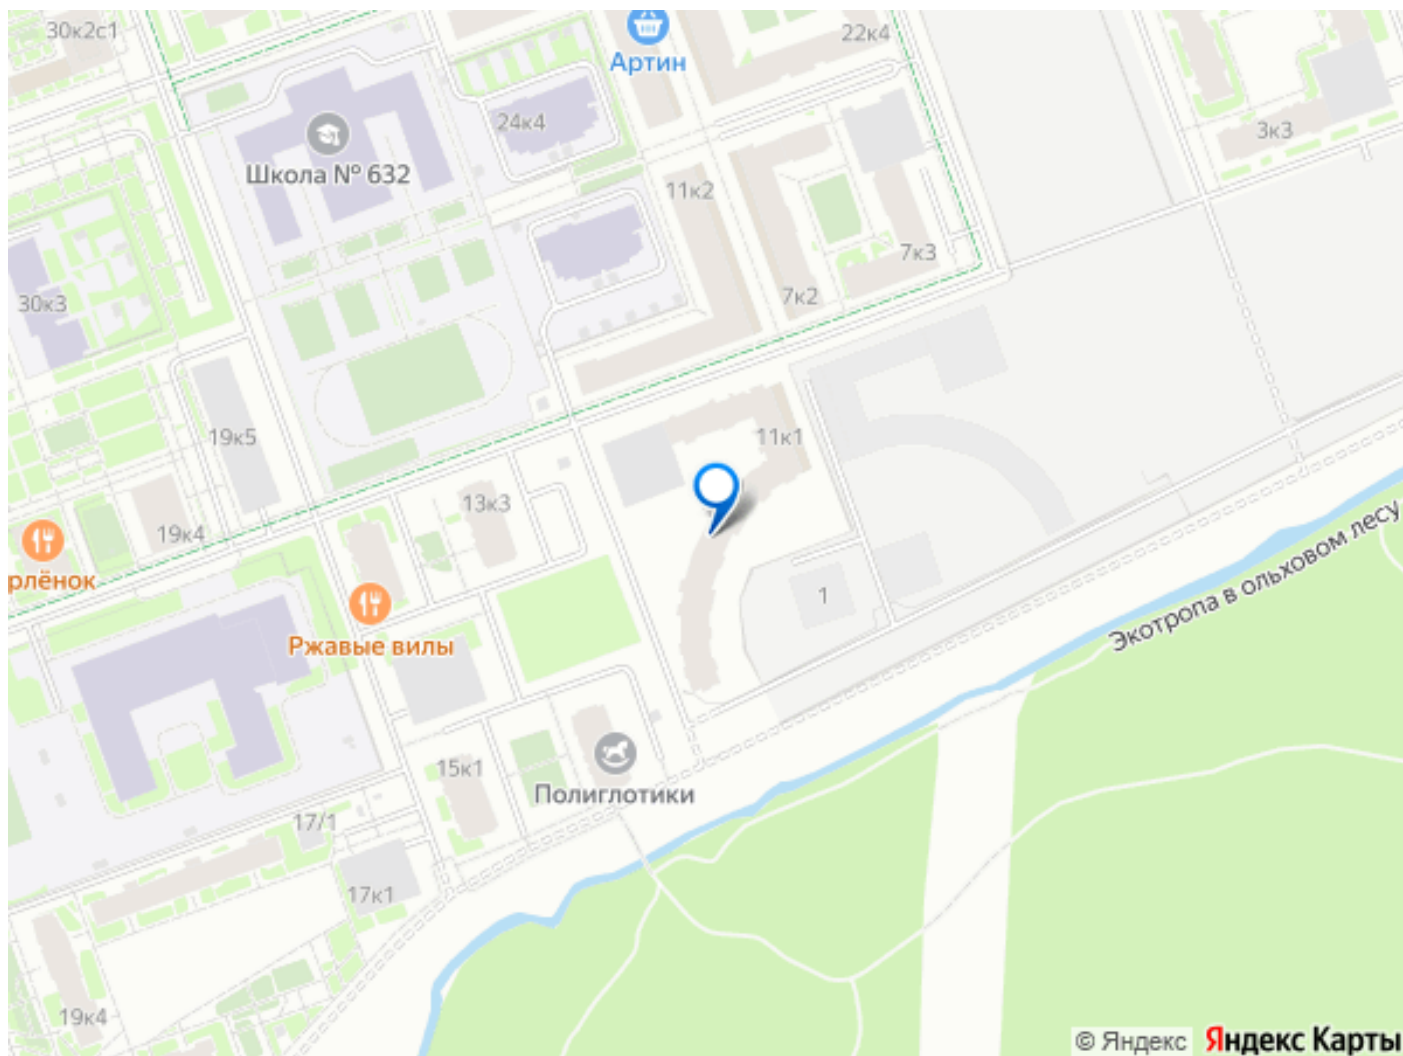 30к2с1
Артин
22к4
24к4
3к3
Школа № 632
11к2
7к3
30к3
7к2
19к5
11к1
13к3
19к4
рлёнок
1
Экотропа в ольховом лесу
Ржавые вилы
15к1
Полиглотики
17/1
17к1
19к4
© Яндекс Яндекс Карты